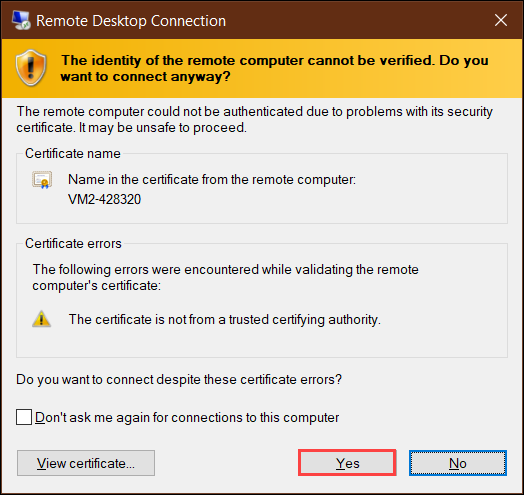 Remote Desktop Connection
The identity of the remote computer cannot be verified. Do you
want to connect anyway?
The remote computer could not be authenticated due to problems with its security
certificate. It may be unsafe to proceed.
Certificate name
Name in the certificate from the remote computer:
VM2-428320
Certificate errors
The following errors were encountered while validating the remote
computer's certificate:
The certificate is not from a trusted certifying authority.
Do you want to connect despite these certificate errors?
Don't ask me again for connections to this computer
View certificate... Yes No